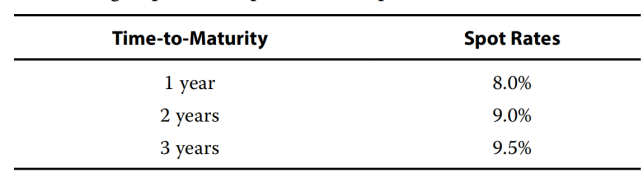 Time-to-Maturity Spot Rates
1 year 8.0%
2 years 9.0%
3 years 9.5%